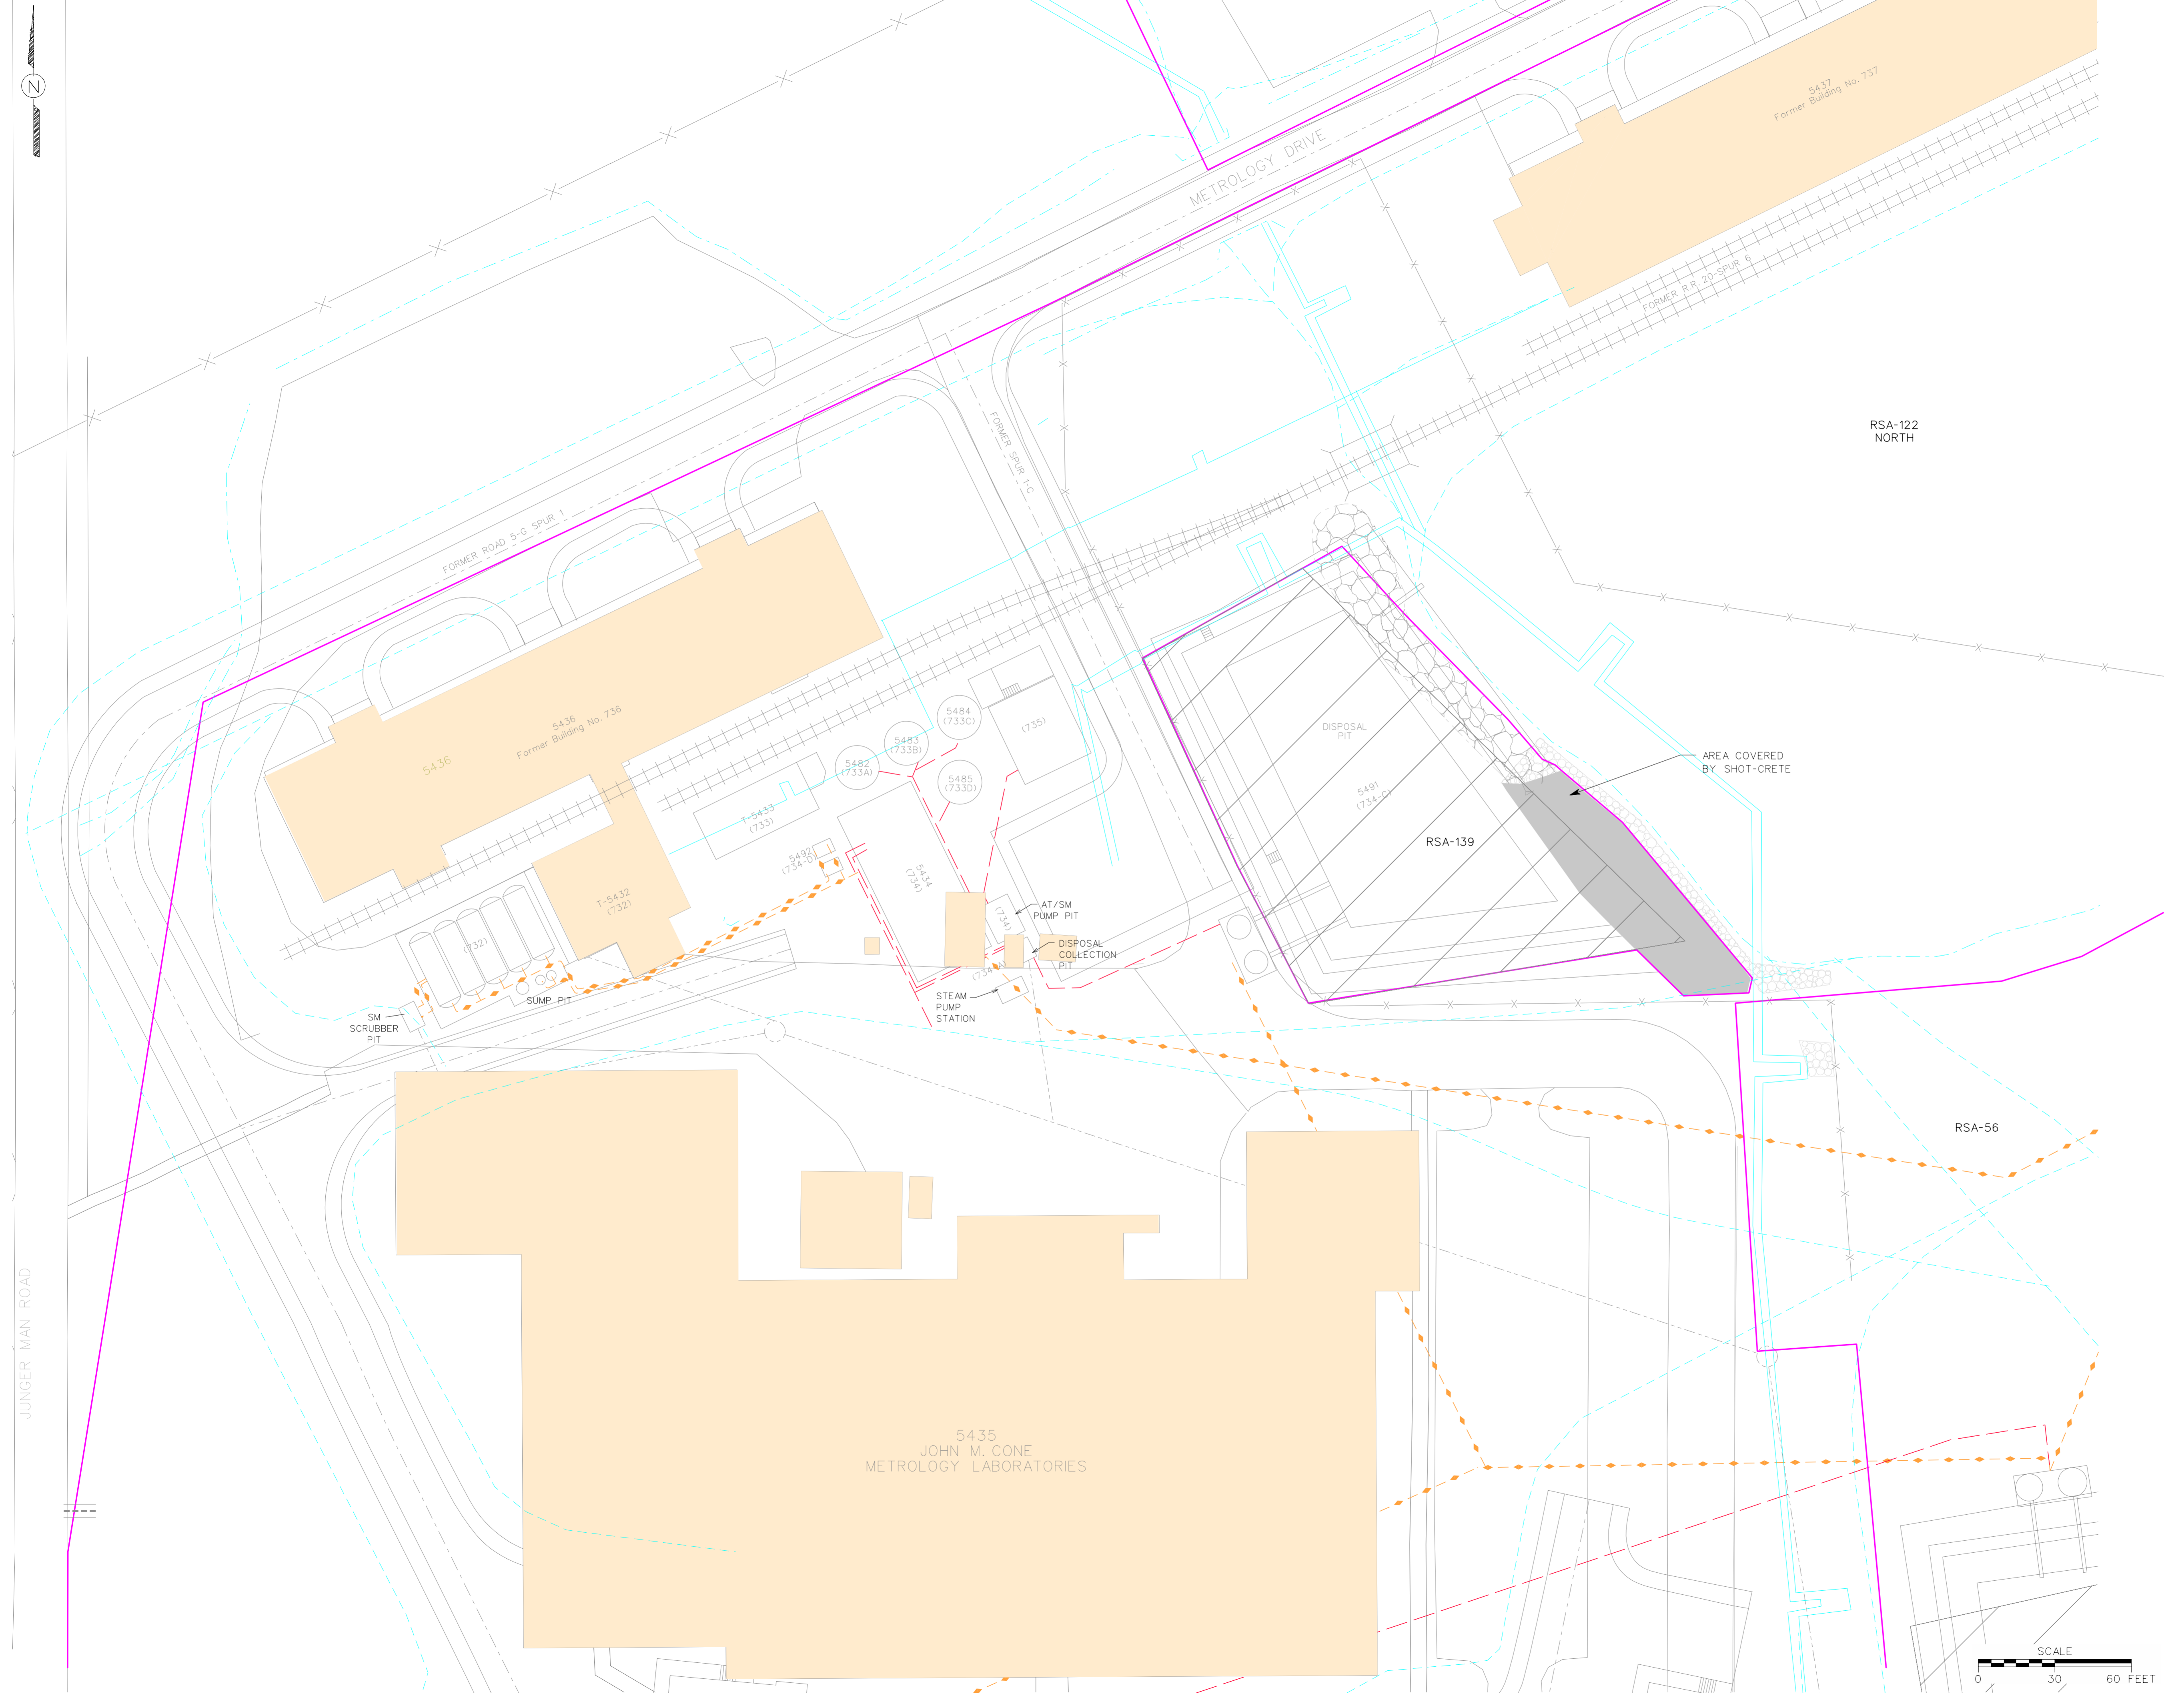 N
5437
Former Building No. 737
METROLOGY DRIVE
FORMER R.R. 20-SPUR 6
RSA-122
NORTH
FORMER SPUR 1-C
FORMER ROAD 5-G SPUR 1
5436
Former Building No. 736
5436
5484
(733C)
5483
(733B)
5482
(733A)
5485
(733D)
(735)
DISPOSAL
PIT
5491
(734-C)
AREA COVERED
BY SHOT-CRETE
RSA-139
T-5433
(733)
5492
(734-D)
5434
(734)
T-5432
(732)
(732)
(734)
AT/SM
PUMP PIT
DISPOSAL
COLLECTION
PIT
STEAM
PUMP
STATION
SUMP PIT
SM
SCRUBBER
PIT
RSA-56
JUNGER MAN ROAD
5435
JOHN M. CONE
METROLOGY LABORATORIES
SCALE
0 30 60 FEET